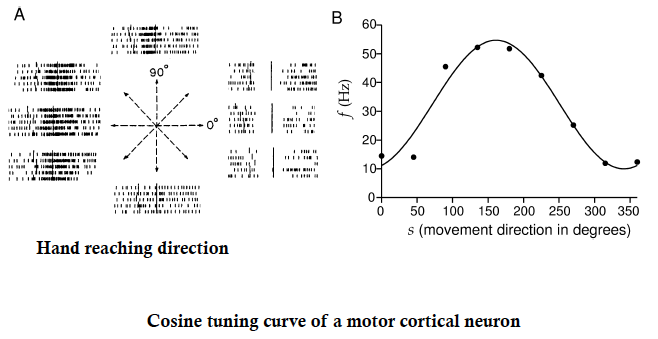 A
90°
0°
Hand reaching direction
B
60
50
40
30
20
10
0
f (Hz)
0 50 100 150 200 250 300 350
s (movement direction in degrees)
Cosine tuning curve of a motor cortical neuron